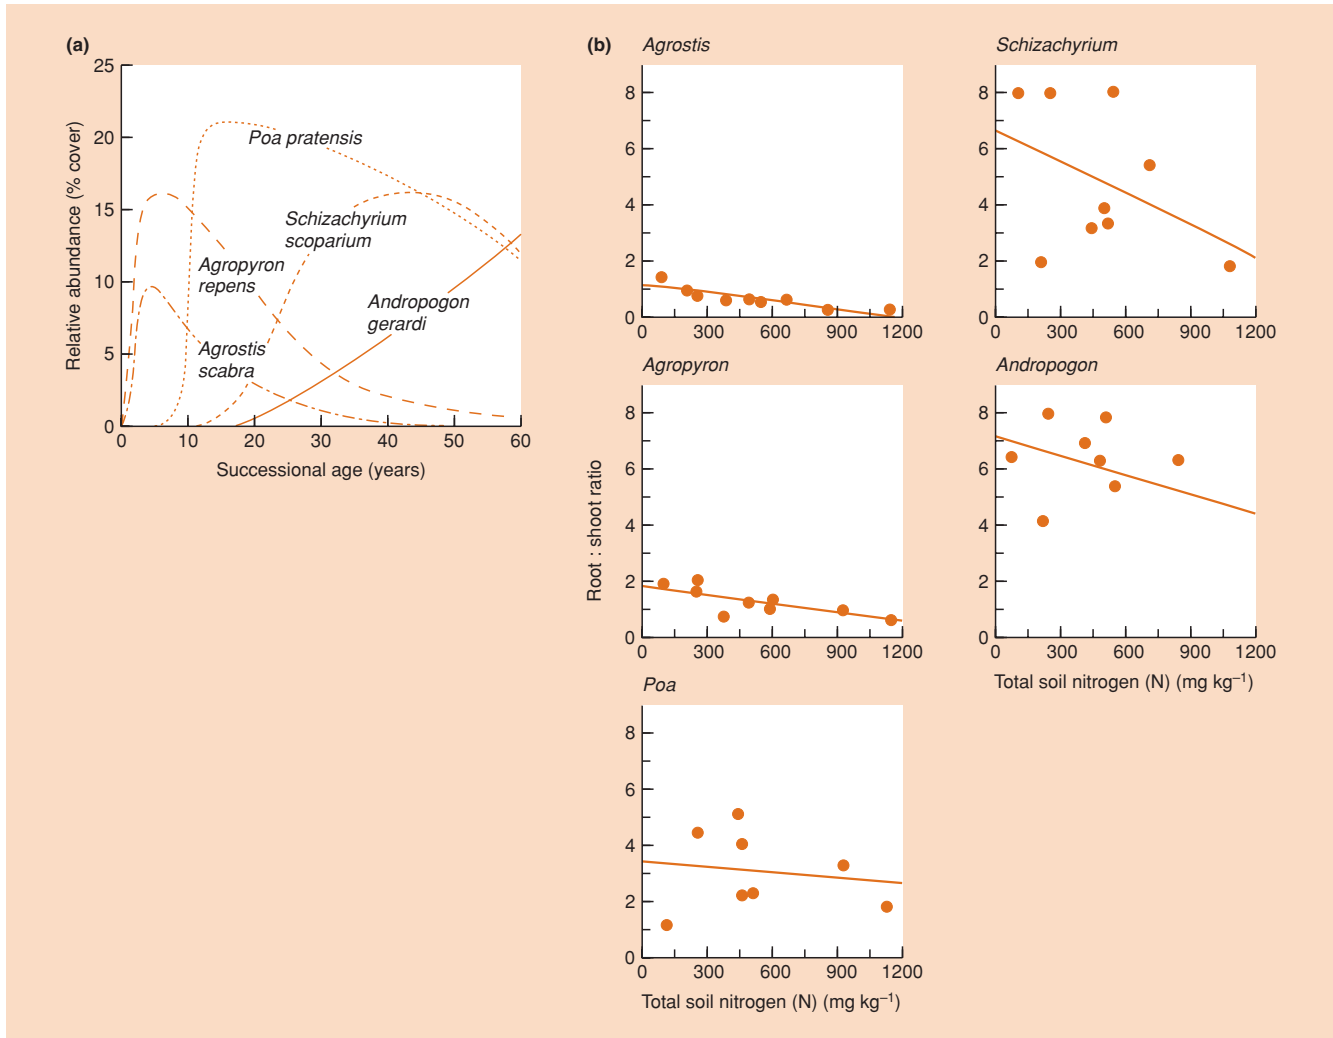 (a)
25
20
15
10
5
0
Relative abundance (% cover)
Poa pratensis
Schizachyrium
scoparium
Agropyron
repens
Andropogon
gerardi
Agrostis
scabra
0 10 20 30 40 50 60
Successional age (years)
(b)
Agrostis
8
6
4
2
0
0 300 600 900 1200
Schizachyrium
8
6
4
2
0
0 300 600 900 1200
Agropyron
8
6
4
2
0
0 300 600 900 1200
Root : shoot ratio
Andropogon
8
6
4
2
0
0 300 600 900 1200
Total soil nitrogen (N) (mg kg⁻¹)
Poa
8
6
4
2
0
0 300 600 900 1200
Total soil nitrogen (N) (mg kg⁻¹)